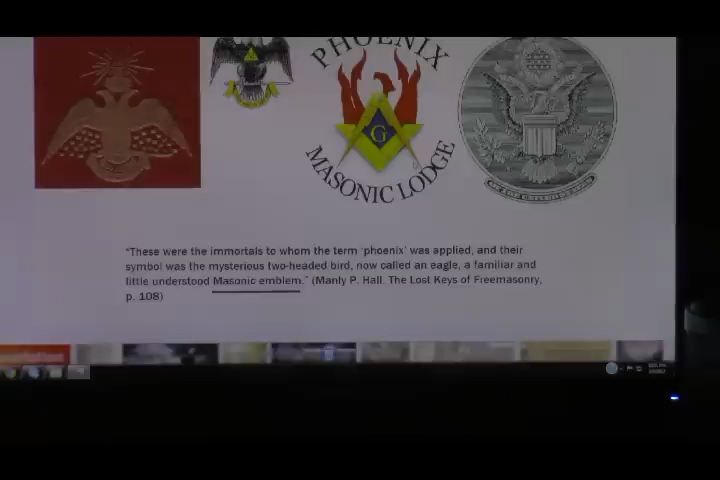 PHOENIX
G
MASONIC LODGE
“These were the immortals to whom the term ‘phoenix’ was applied, and their
symbol was the mysterious two-headed bird, now called an eagle, a familiar and
little understood Masonic emblem.” (Manly P. Hall, The Lost Keys of Freemasonry,
p. 108)